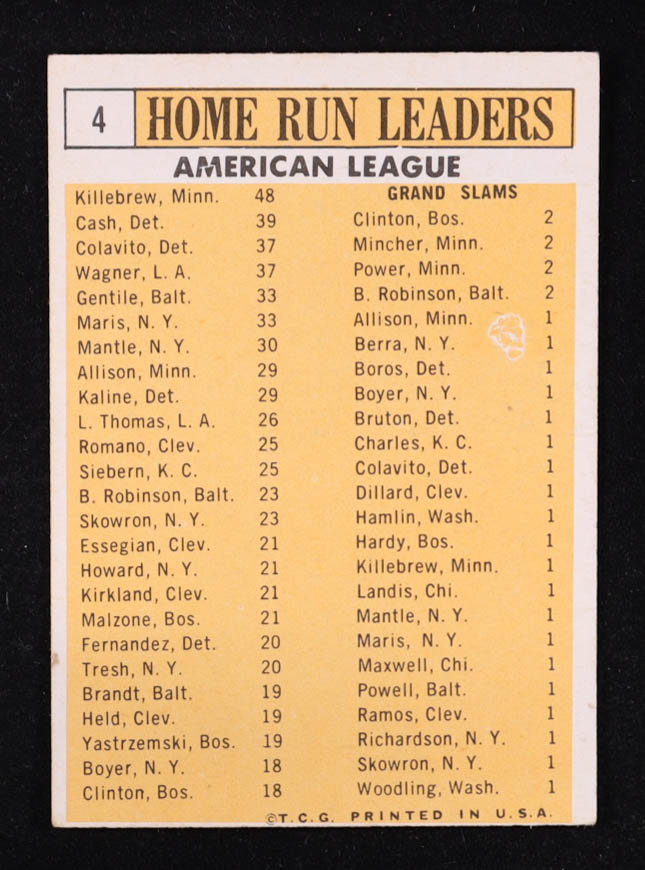 4
HOME RUN LEADERS
AMERICAN LEAGUE
Killebrew, Minn. 48
Cash, Det. 39
Colavito, Det. 37
Wagner, L. A. 37
Gentile, Balt. 33
Maris, N. Y. 33
Mantle, N. Y. 30
Allison, Minn. 29
Kaline, Det. 29
L. Thomas, L. A. 26
Romano, Clev. 25
Siebern, K. C. 25
B. Robinson, Balt. 23
Skowron, N. Y. 23
Essegian, Clev. 21
Howard, N. Y. 21
Kirkland, Clev. 21
Malzone, Bos. 21
Fernandez, Det. 20
Tresh, N. Y. 20
Brandt, Balt. 19
Held, Clev. 19
Yastrzemski, Bos. 19
Boyer, N. Y. 18
Clinton, Bos. 18
GRAND SLAMS
Clinton, Bos. 2
Mincher, Minn. 2
Power, Minn. 2
B. Robinson, Balt. 2
Allison, Minn. 1
Berra, N. Y. 1
Boros, Det. 1
Boyer, N. Y. 1
Bruton, Det. 1
Charles, K. C. 1
Colavito, Det. 1
Dillard, Clev. 1
Hamlin, Wash. 1
Hardy, Bos. 1
Killebrew, Minn. 1
Landis, Chi. 1
Mantle, N. Y. 1
Maris, N. Y. 1
Maxwell, Chi. 1
Powell, Balt. 1
Ramos, Clev. 1
Richardson, N. Y. 1
Skowron, N. Y. 1
Woodling, Wash. 1
©T.C.G. PRINTED IN U.S.A.